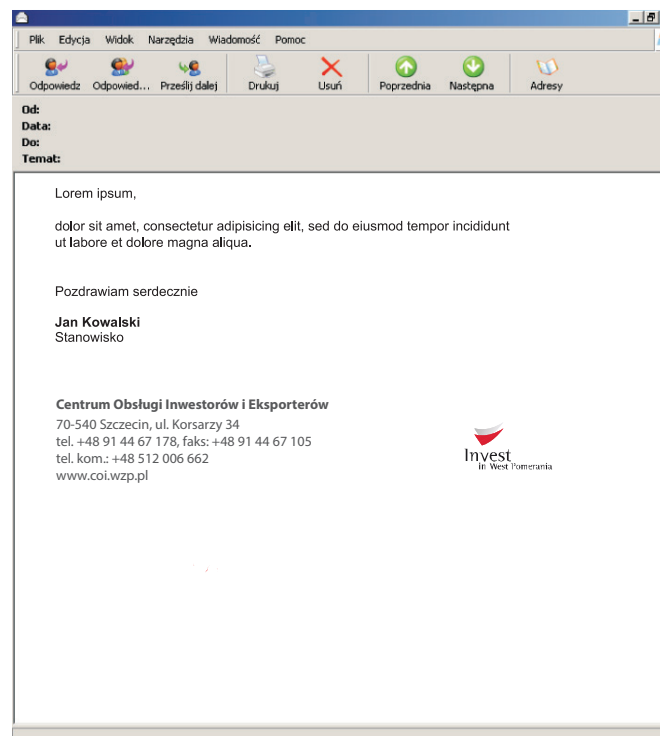 Plik Edycja Widok Narzędzia Wiadomość Pomoc
Odpowiedz Odpowied... Prześlij dalej Drukuj Usuń Poprzednia Następna Adresy
Od:
Data:
Do:
Temat:
Lorem ipsum,
dolor sit amet, consectetur adipisicing elit, sed do eiusmod tempor incididunt
ut labore et dolore magna aliqua.
Pozdrawiam serdecznie
Jan Kowalski
Stanowisko
Centrum Obsługi Inwestorów i Eksporterów
70-540 Szczecin, ul. Korsarzy 34
tel. +48 91 44 67 178, faks: +48 91 44 67 105
tel. kom.: +48 512 006 662
www.coi.wzp.pl
Invest
in West Pomerania